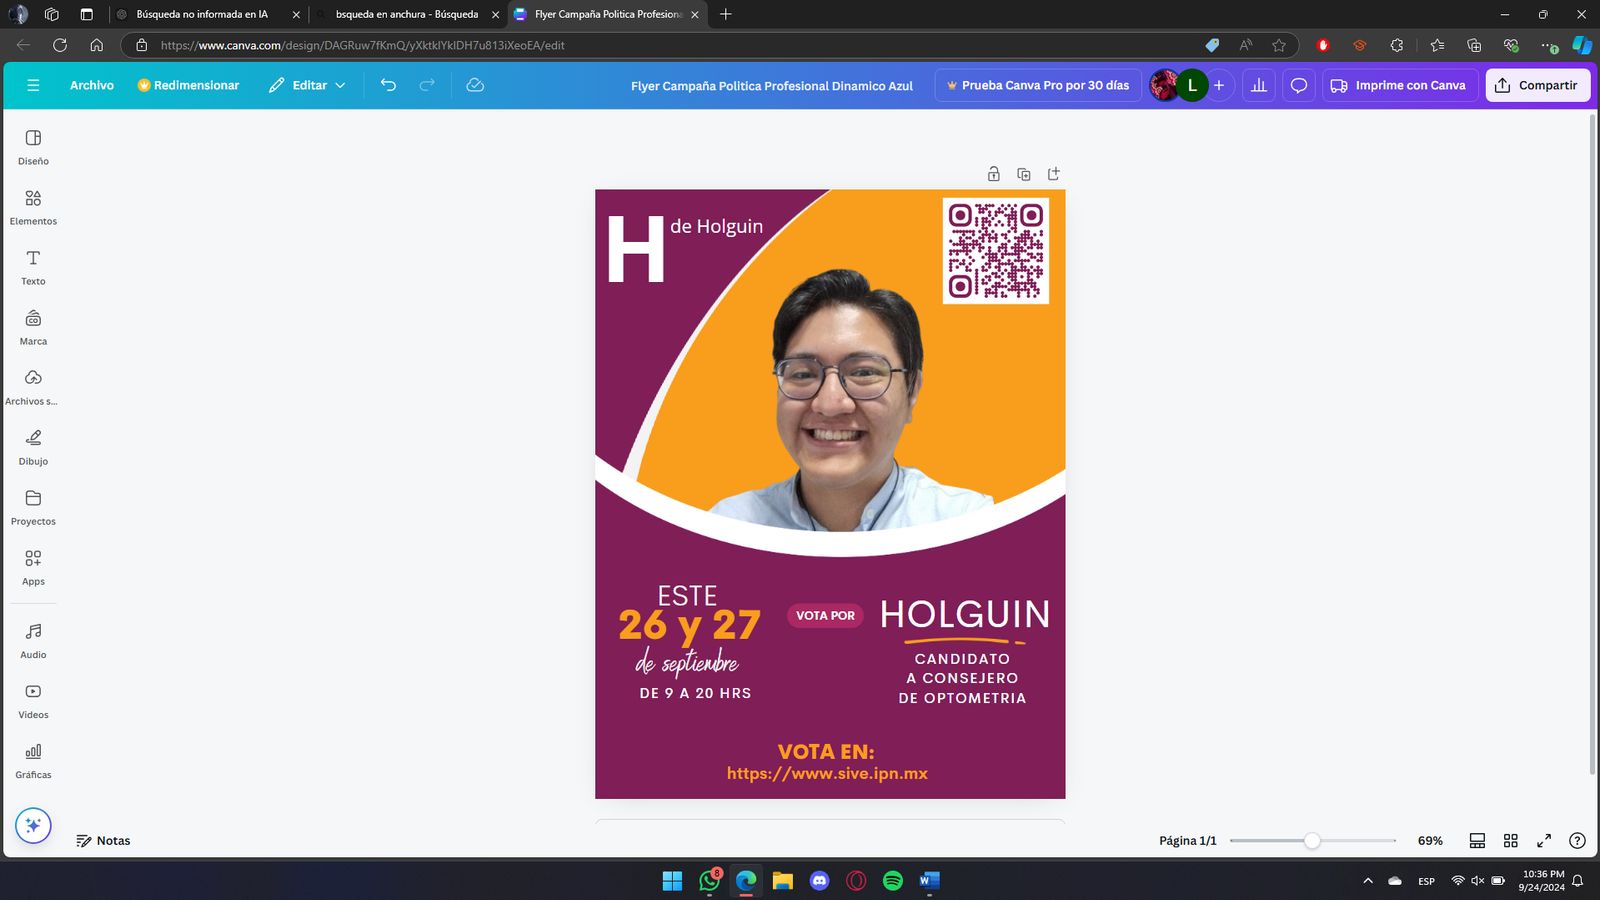 Búsqueda no informada en IA
bsqueda en anchura - Búsqueda
Flyer Campaña Politica Profesiona
https://www.canva.com/design/DAGRuw7fKmQ/yXktklYkIDH7u813iXeoEA/edit
Archivo
Redimensionar
Editar
Flyer Campaña Politica Profesional Dinamico Azul
Prueba Canva Pro por 30 días
L
Imprime con Canva
Compartir
Diseño
Elementos
Texto
Marca
Archivos s...
Dibujo
Proyectos
Apps
Audio
Videos
Gráficas
H de Holguin
ESTE
26 y 27
de septiembre
DE 9 A 20 HRS
VOTA POR
HOLGUIN
CANDIDATO
A CONSEJERO
DE OPTOMETRIA
VOTA EN:
https://www.sive.ipn.mx
Notas
Página 1/1
69%
8
ESP
10:36 PM
9/24/2024